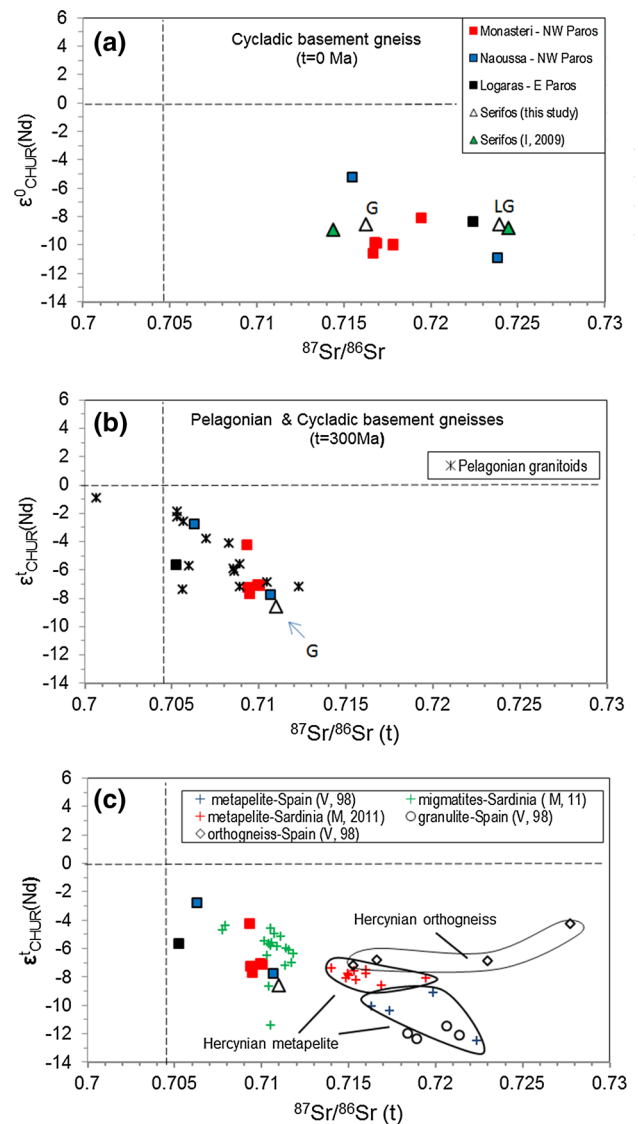 (a)
Cycladic basement gneiss
(t=0 Ma)
Monasteri - NW Paros
Naoussa - NW Paros
Logaras - E Paros
Serifos (this study)
Serifos (I, 2009)
G
LG
6
4
2
0
-2
-4
-6
-8
-10
-12
-14
ε⁰CHUR(Nd)
0.7
0.705
0.71
0.715
0.72
0.725
0.73
⁸⁷Sr/⁸⁶Sr
(b)
Pelagonian & Cycladic basement gneisses
(t=300Ma)
Pelagonian granitoids
G
6
4
2
0
-2
-4
-6
-8
-10
-12
-14
εᵗCHUR(Nd)
0.7
0.705
0.71
0.715
0.72
0.725
0.73
⁸⁷Sr/⁸⁶Sr (t)
(c)
metapelite-Spain (V, 98)
migmatites-Sardinia ( M, 11)
metapelite-Sardinia (M, 2011)
granulite-Spain (V, 98)
orthogneiss-Spain (V, 98)
Hercynian orthogneiss
Hercynian metapelite
6
4
2
0
-2
-4
-6
-8
-10
-12
-14
εᵗCHUR(Nd)
0.7
0.705
0.71
0.715
0.72
0.725
0.73
⁸⁷Sr/⁸⁶Sr (t)